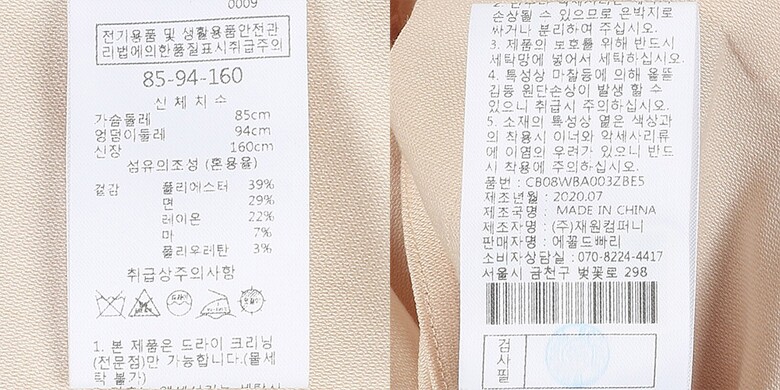 0009
전기용품 및 생활용품안전관
리법에의한품질표시취급주의
85-94-160
신체치수
가슴둘레 85cm
엉덩이둘레 94cm
신장 160cm
섬유의조성 (혼용율)
겉감 폴리에스터 39%
면 29%
레이온 22%
마 7%
폴리우레탄 3%
취급상주의사항
1. 본 제품은 드라이 크리닝
(전문점)만 가능합니다.(물세
탁 불가)
손상될 수 있으므로 은박지로
싸거나 분리하여 주십시오.
3. 제품의 보호를 위해 반드시
세탁망에 넣어서 세탁하십시오.
4. 특성상 마찰등에 의해 올뜯
김등 원단손상이 발생 할 수
있으니 취급시 주의하십시오.
5. 소재의 특성상 옅은 색상과
의 착용시 이너와 악세사리류
에 이염의 우려가 있으니 반드
시 착용에 주의하십시오.
품번 : CB08WBA003ZBE5
제조년월 : 2020.07
제조국명 : MADE IN CHINA
제조자명 : (주)재원컴퍼니
판매자명 : 에꼴드빠리
소비자상담실 : 070-8224-4417
서울시 금천구 벚꽃로 298
검사필